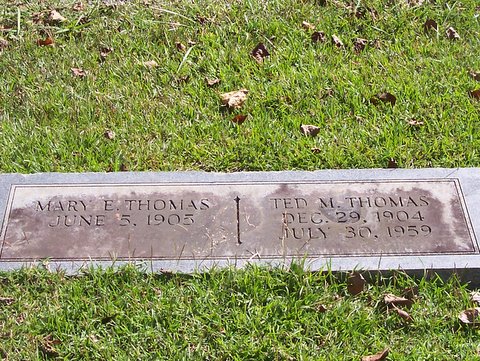 MARY E. THOMAS
JUNE 5, 1905
TED M. THOMAS
DEC. 29, 1904
JULY 30, 1959